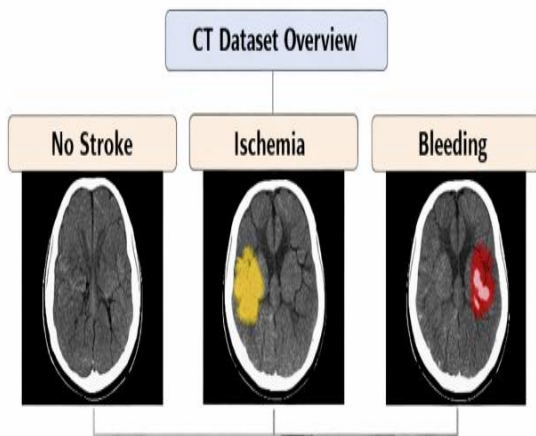 CT Dataset Overview
No Stroke
Ischemia
Bleeding